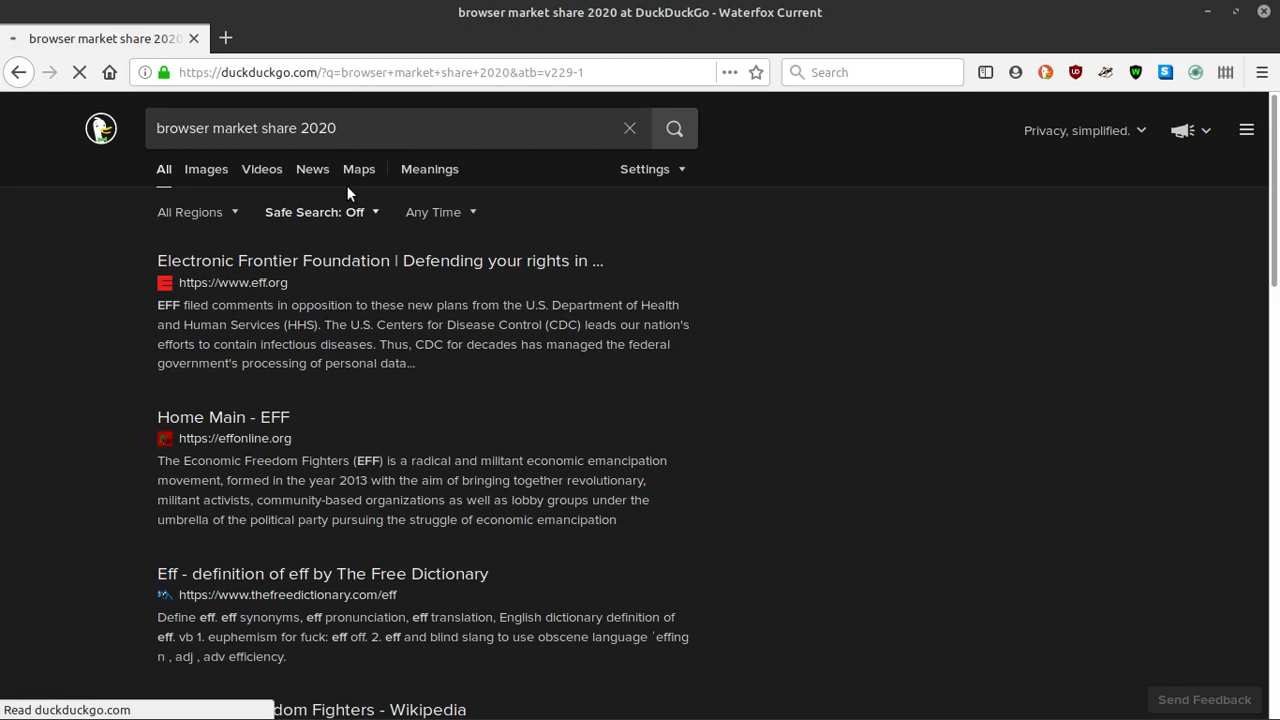 browser market share 2020 at DuckDuckGo - Waterfox Current
browser market share 2020
https://duckduckgo.com/?q=browser+market+share+2020&atb=v229-1
Search
browser market share 2020
Privacy, simplified.
All Images Videos News Maps Meanings Settings
All Regions Safe Search: Off Any Time
Electronic Frontier Foundation | Defending your rights in ...
https://www.eff.org
EFF filed comments in opposition to these new plans from the U.S. Department of Health
and Human Services (HHS). The U.S. Centers for Disease Control (CDC) leads our nation's
efforts to contain infectious diseases. Thus, CDC for decades has managed the federal
government's processing of personal data...
Home Main - EFF
https://effonline.org
The Economic Freedom Fighters (EFF) is a radical and militant economic emancipation
movement, formed in the year 2013 with the aim of bringing together revolutionary,
militant activists, community-based organizations as well as lobby groups under the
umbrella of the political party pursuing the struggle of economic emancipation
Eff - definition of eff by The Free Dictionary
https://www.thefreedictionary.com/eff
Define eff. eff synonyms, eff pronunciation, eff translation, English dictionary definition of
eff. vb 1. euphemism for fuck: eff off. 2. eff and blind slang to use obscene language ˈeffing
n , adj , adv efficiency.
dom Fighters - Wikipedia
Send Feedback
Read duckduckgo.com